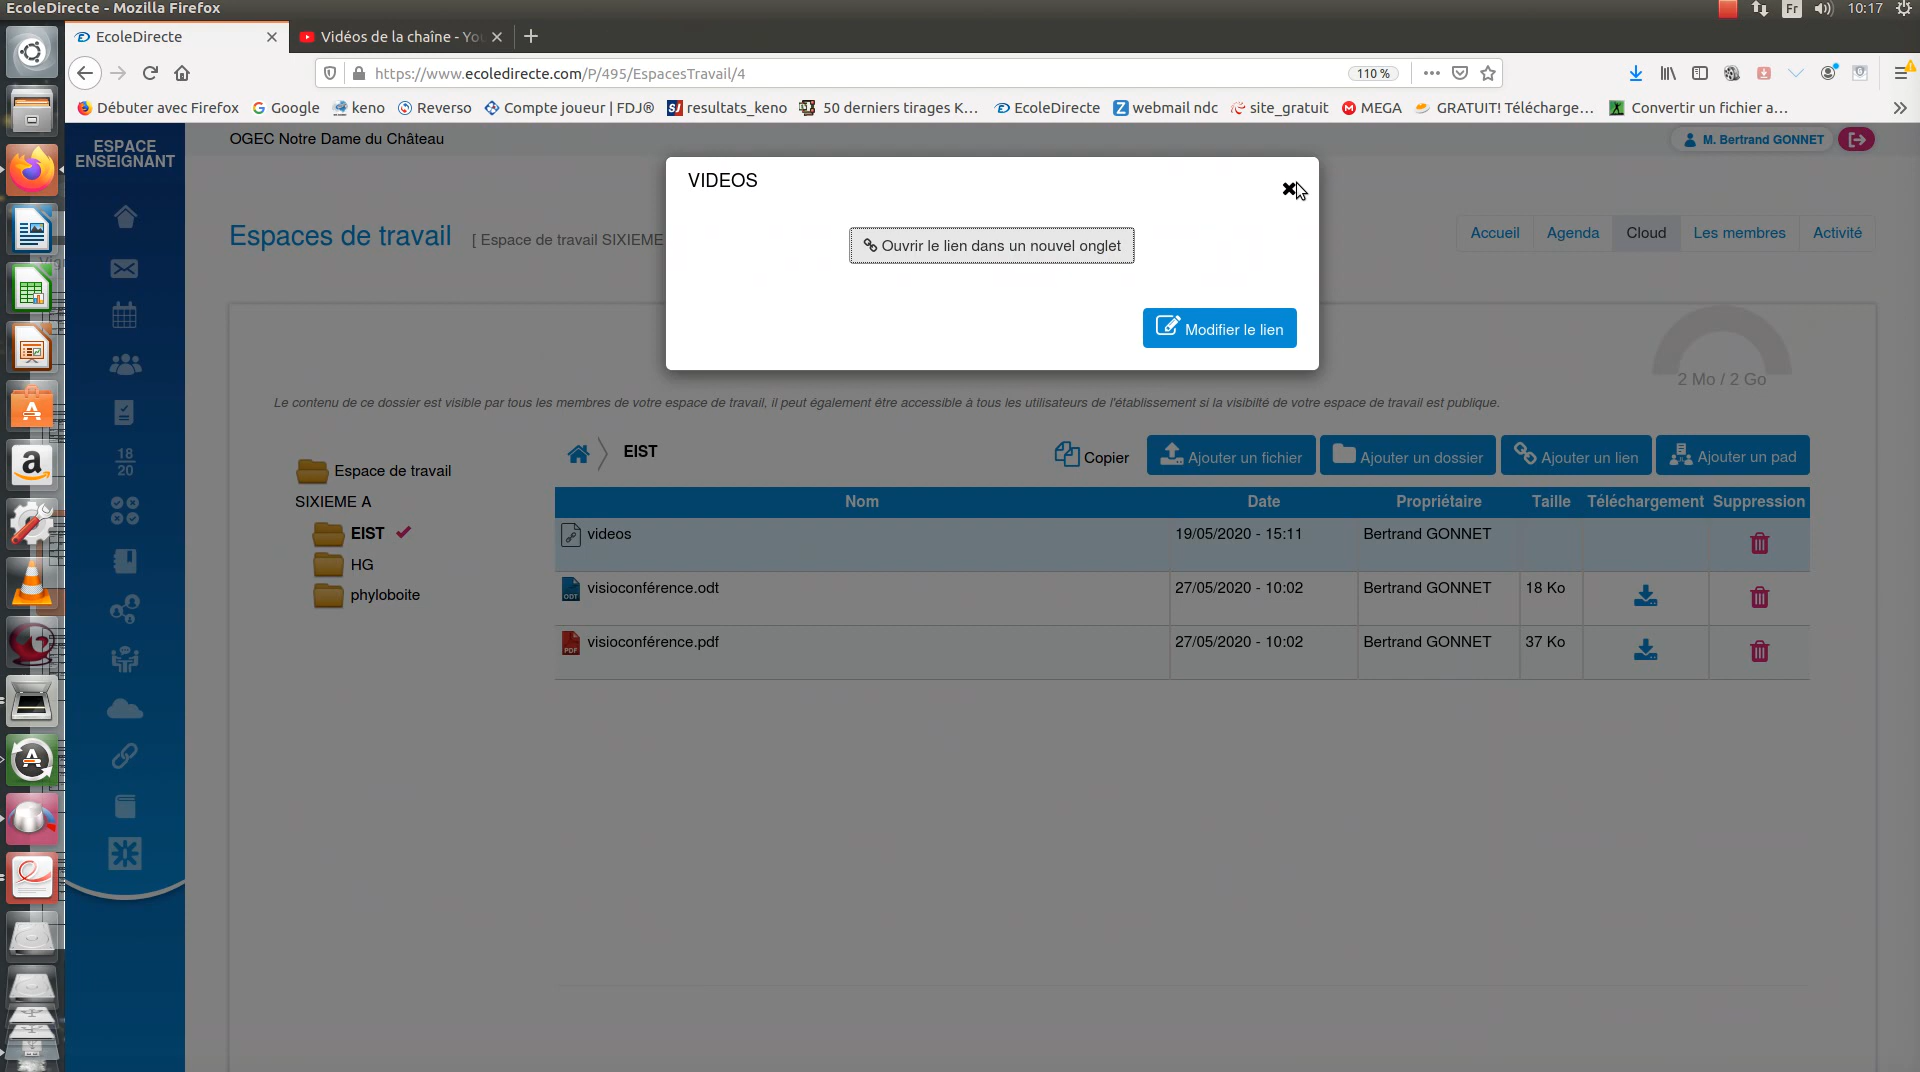 EcoleDirecte - Mozilla Firefox
Fr
10:17
EcoleDirecte
Vidéos de la chaîne - You
https://www.ecoledirecte.com/P/495/EspacesTravail/4
110 %
Débuter avec Firefox
Google
keno
Reverso
Compte joueur | FDJ®
resultats_keno
50 derniers tirages K…
EcoleDirecte
webmail ndc
site_gratuit
MEGA
GRATUIT! Télécharge…
Convertir un fichier a…
ESPACE
ENSEIGNANT
OGEC Notre Dame du Château
M. Bertrand GONNET
VIDEOS
Ouvrir le lien dans un nouvel onglet
Modifier le lien
Espaces de travail
[ Espace de travail SIXIEME
Accueil
Agenda
Cloud
Les membres
Activité
2 Mo / 2 Go
Le contenu de ce dossier est visible par tous les membres de votre espace de travail, il peut également être accessible à tous les utilisateurs de l'établissement si la visibilté de votre espace de travail est publique.
Espace de travail
SIXIEME A
EIST
HG
phyloboite
EIST
Copier
Ajouter un fichier
Ajouter un dossier
Ajouter un lien
Ajouter un pad
Nom
Date
Propriétaire
Taille
Téléchargement
Suppression
videos
19/05/2020 - 15:11
Bertrand GONNET
visioconférence.odt
27/05/2020 - 10:02
Bertrand GONNET
18 Ko
visioconférence.pdf
27/05/2020 - 10:02
Bertrand GONNET
37 Ko
18
20